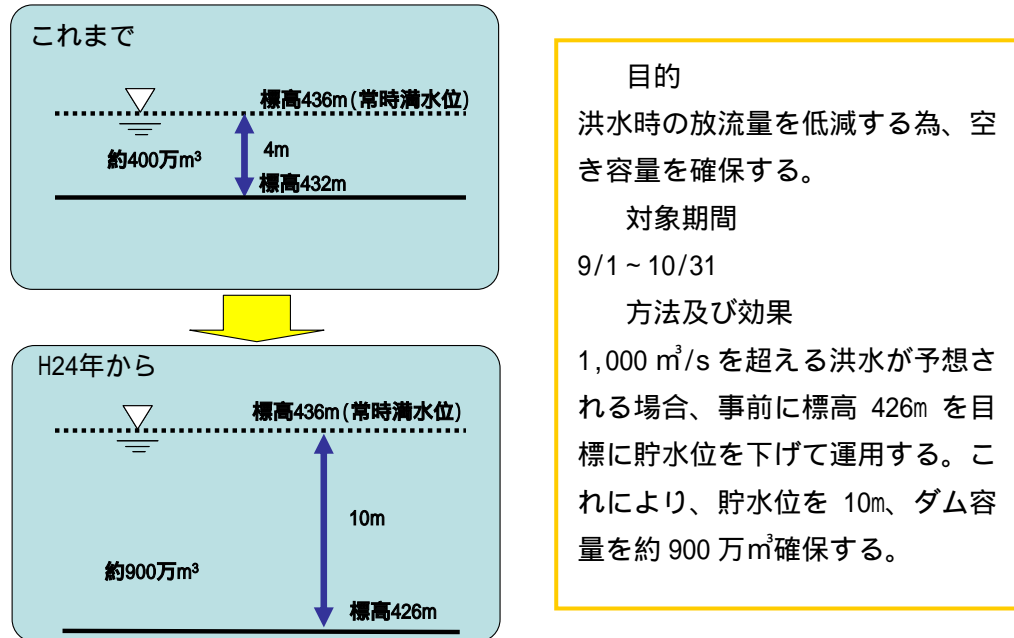 これまで
標高436m(常時満水位)
約400万m³
4m
標高432m
H24年から
標高436m(常時満水位)
10m
約900万m³
標高426m
目的
洪水時の放流量を低減する為、空
き容量を確保する。
対象期間
9/1～10/31
方法及び効果
1,000 ㎥/s を超える洪水が予想さ
れる場合、事前に標高 426m を目
標に貯水位を下げて運用する。こ
れにより、貯水位を 10m、ダム容
量を約 900 万㎥確保する。